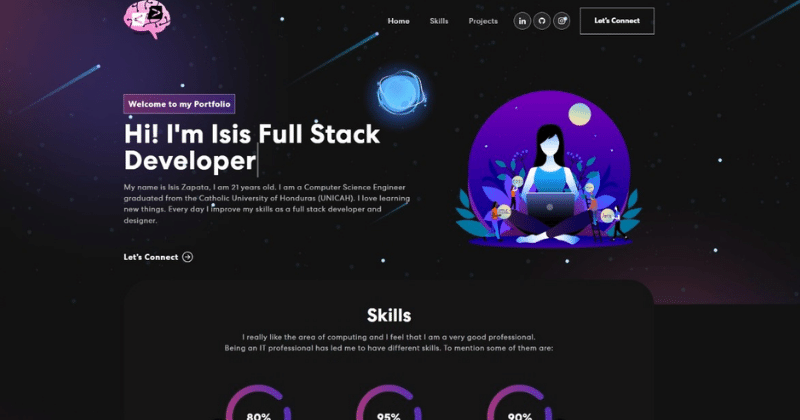 Home
Skills
Projects
Let's Connect
Welcome to my Portfolio
Hi! I'm Isis Full Stack
Developer
My name is Isis Zapata, I am 21 years old. I am a Computer Science Engineer
graduated from the Catholic University of Honduras (UNICAH). I love learning
new things. Every day I improve my skills as a full stack developer and
designer.
Let's Connect
Skills
I really like the area of computing and I feel that I am a very good professional.
Being an IT professional has led me to have different skills. To mention some of them are:
80%
95%
90%